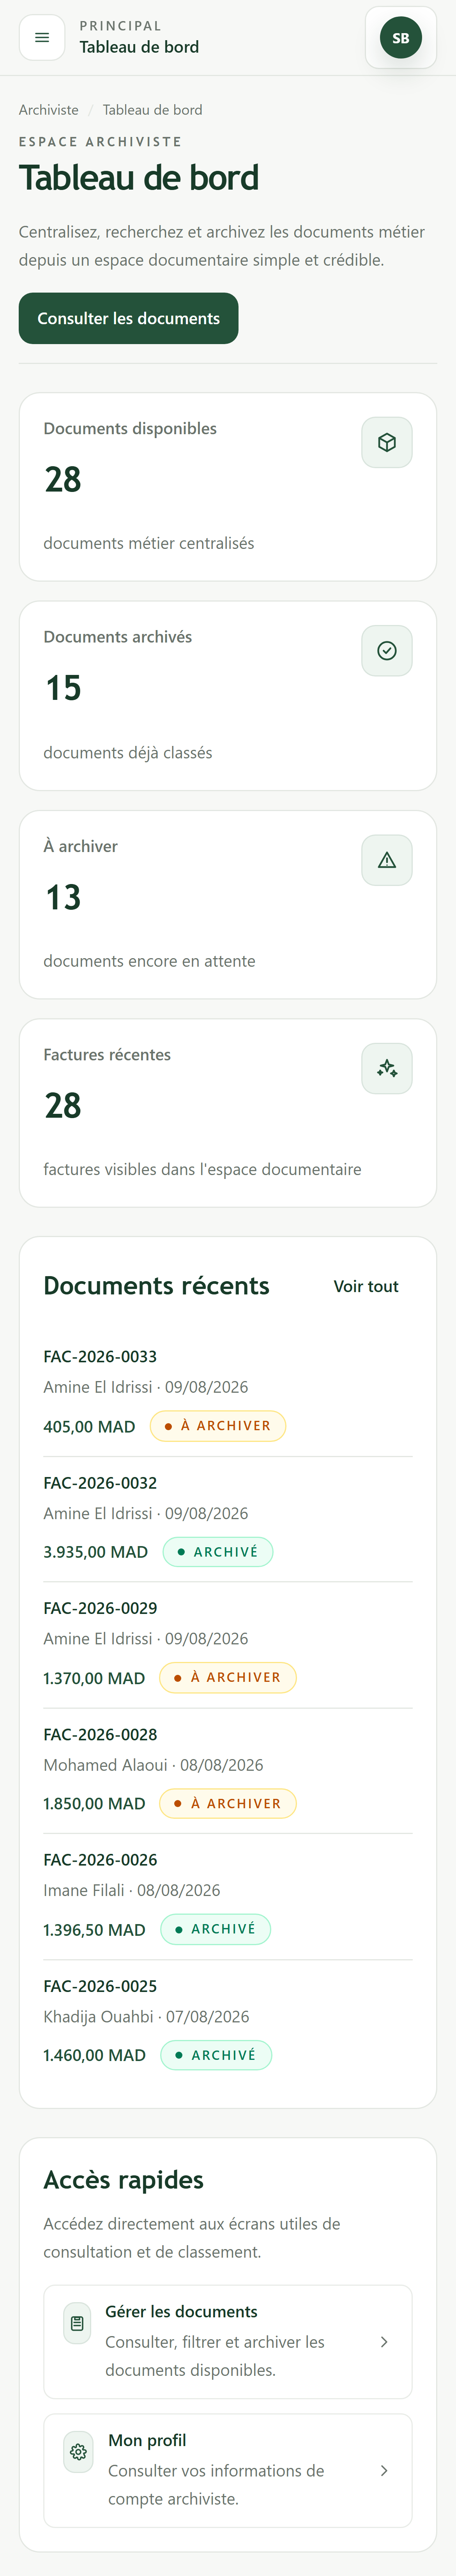 PRINCIPAL
Tableau de bord
SB
Archiviste / Tableau de bord
ESPACE ARCHIVISTE
Tableau de bord
Centralisez, recherchez et archivez les documents métier
depuis un espace documentaire simple et crédible.
Consulter les documents
Documents disponibles
28
documents métier centralisés
Documents archivés
15
documents déjà classés
À archiver
13
documents encore en attente
Factures récentes
28
factures visibles dans l'espace documentaire
Documents récents
Voir tout
FAC-2026-0033
Amine El Idrissi · 09/08/2026
405,00 MAD À ARCHIVER
FAC-2026-0032
Amine El Idrissi · 09/08/2026
3.935,00 MAD ARCHIVÉ
FAC-2026-0029
Amine El Idrissi · 09/08/2026
1.370,00 MAD À ARCHIVER
FAC-2026-0028
Mohamed Alaoui · 08/08/2026
1.850,00 MAD À ARCHIVER
FAC-2026-0026
Imane Filali · 08/08/2026
1.396,50 MAD ARCHIVÉ
FAC-2026-0025
Khadija Ouahbi · 07/08/2026
1.460,00 MAD ARCHIVÉ
Accès rapides
Accédez directement aux écrans utiles de
consultation et de classement.
Gérer les documents
Consulter, filtrer et archiver les
documents disponibles.
Mon profil
Consulter vos informations de
compte archiviste.